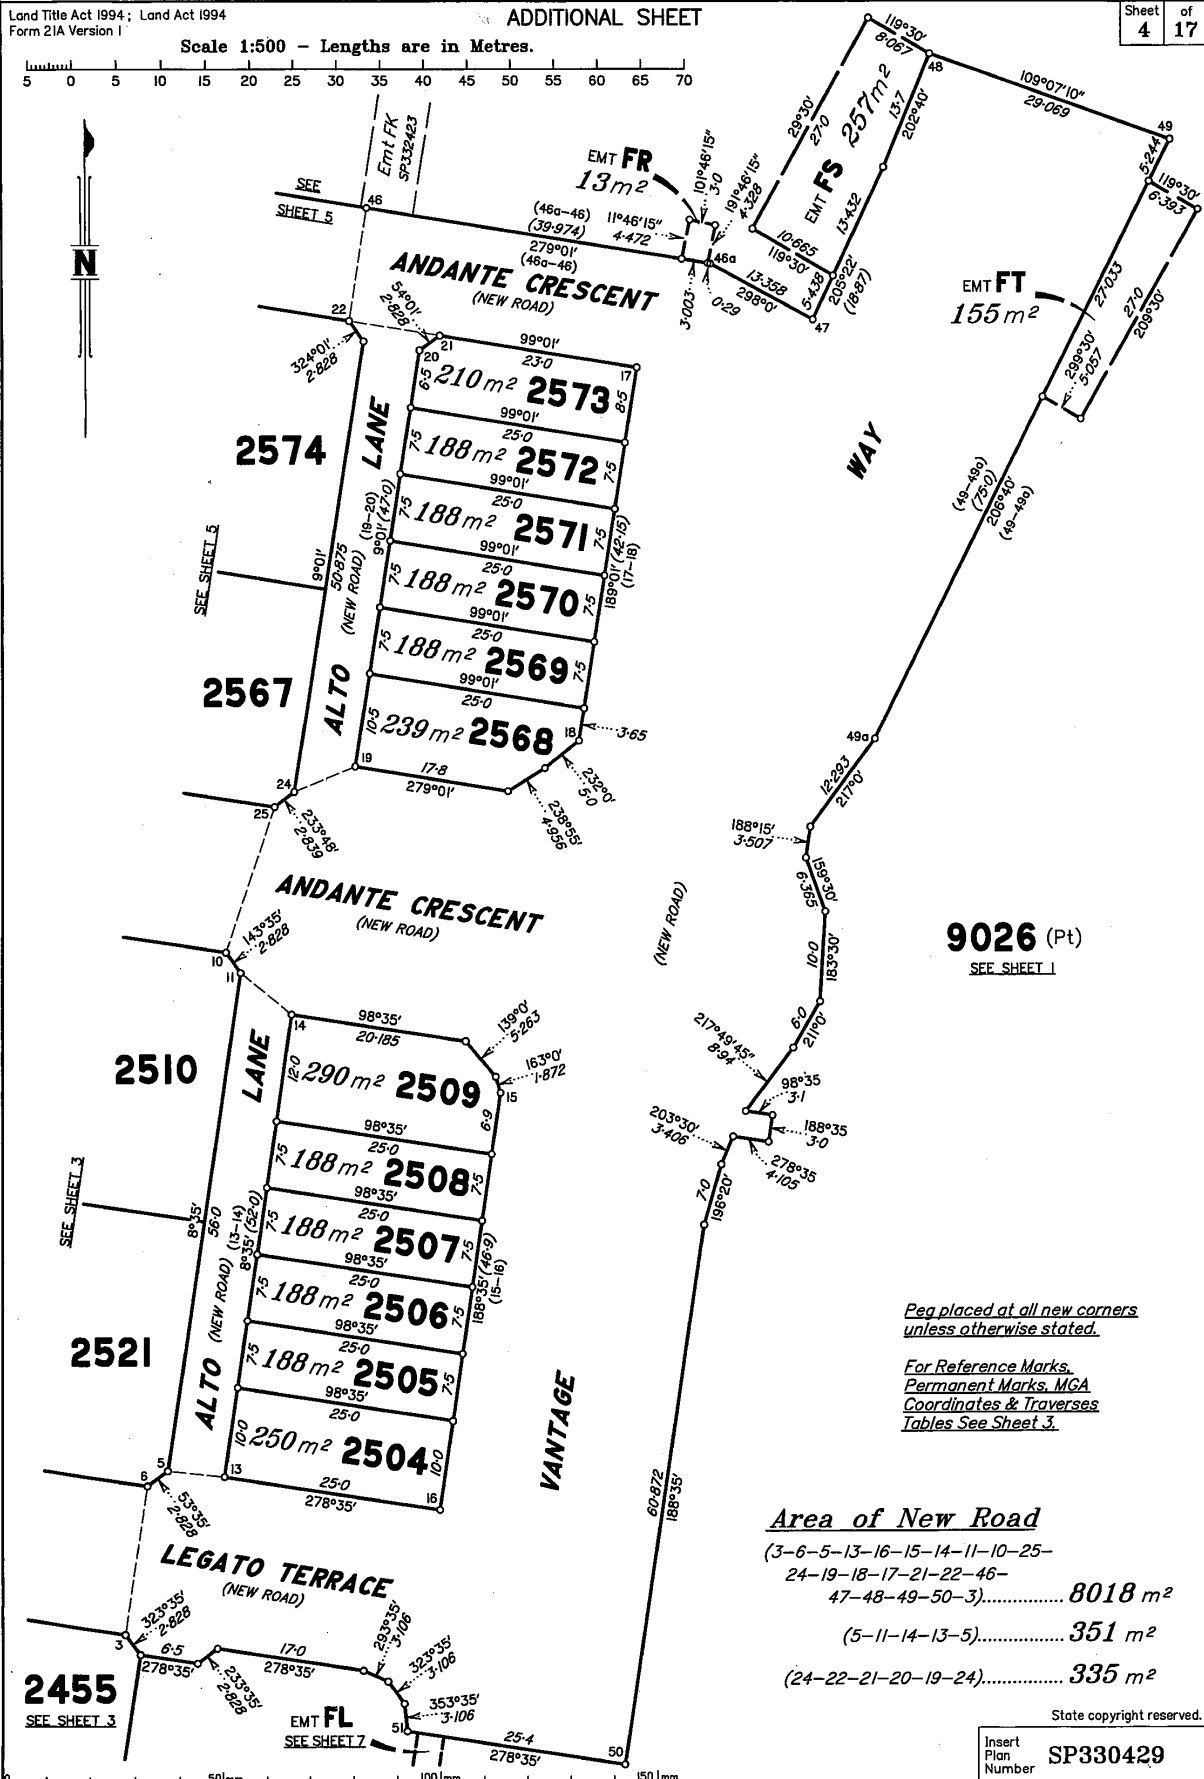 Land Title Act 1994; Land Act 1994
Form 21A Version 1
ADDITIONAL SHEET
Sheet 4 of 17
Scale 1:500 – Lengths are in Metres.
5 0 5 10 15 20 25 30 35 40 45 50 55 60 65 70
N
Emt FK
SP332423
SEE
SHEET 5
46
(46a-46)
(39·974)
279°01'
(46a-46)
EMT FR
13m²
11°46'15"
4·472
101°46'15"
3·0
191°46'15"
4·328
46a
3·003
0·29
13·358
298°0'
47
119°30'
8·067
48
29°30'
27·0
EMT FS 257m²
13·7
202°40'
13·432
10·665
119°30'
5·438
205°22'
(18·87)
109°07'10"
29·069
49
5·244
119°30'
6·393
EMT FT
155m²
27·033
27·0
209°30'
299°30'
5·057
ANDANTE CRESCENT
(NEW ROAD)
22
324°01'
2·828
54°01'
2·828
21
20
99°01'
23·0
17
6·5
210m² 2573
8·5
99°01'
25·0
7·5
188m² 2572
7·5
99°01'
25·0
7·5
188m² 2571
7·5
99°01'
25·0
7·5
188m² 2570
7·5
99°01'
25·0
7·5
188m² 2569
7·5
99°01'
25·0
10·5
239m² 2568
18
3·65
19
17·8
279°01'
232°0'
5·0
238°55'
4·956
(19-20)
9°01' (47·0)
189°01' (42·15)
(17-18)
2574
SEE SHEET 5
9°01'
50·875
ALTO LANE
(NEW ROAD)
2567
24
25
233°48'
2·839
WAY
(49-49a)
(75·0)
206°40'
(49-49a)
49a
12·293
217°0'
188°15'
3·507
159°30'
6·365
10·0
183°30'
6·0
211°0'
217°49'45"
8·94
98°35
3·1
188°35
3·0
278°35
4·105
203°30'
3·406
7·0
196°20'
9026 (Pt)
SEE SHEET 1
ANDANTE CRESCENT
(NEW ROAD)
(NEW ROAD)
10
143°35'
2·828
11
14
98°35'
20·185
139°0'
5·263
163°0'
1·872
15
12·0
290m² 2509
6·9
98°35'
25·0
7·5
188m² 2508
7·5
98°35'
25·0
7·5
188m² 2507
7·5
98°35'
25·0
7·5
188m² 2506
7·5
98°35'
25·0
7·5
188m² 2505
7·5
98°35'
25·0
10·0
250m² 2504
10·0
13
25·0
278°35'
16
(13-14)
8°35' (52·0)
188°35' (46·9)
(15-16)
2510
SEE SHEET 3
8°35'
56·0
ALTO LANE
(NEW ROAD)
2521
5
6
53°35'
2·828
VANTAGE
60·872
188°35'
Peg placed at all new corners
unless otherwise stated.
For Reference Marks,
Permanent Marks, MGA
Coordinates & Traverses
Tables See Sheet 3.
LEGATO TERRACE
(NEW ROAD)
3
323°35'
2·828
6·5
278°35'
233°35'
2·828
17·0
278°35'
293°35'
3·106
323°35'
3·106
353°35'
3·106
51
25·4
278°35'
50
2455
SEE SHEET 3
EMT FL
SEE SHEET 7
Area of New Road
(3-6-5-13-16-15-14-11-10-25-
24-19-18-17-21-22-46-
47-48-49-50-3)................ 8018 m²
(5-11-14-13-5)................ 351 m²
(24-22-21-20-19-24)................ 335 m²
State copyright reserved.
Insert
Plan
Number
SP330429
50mm 100mm 150mm